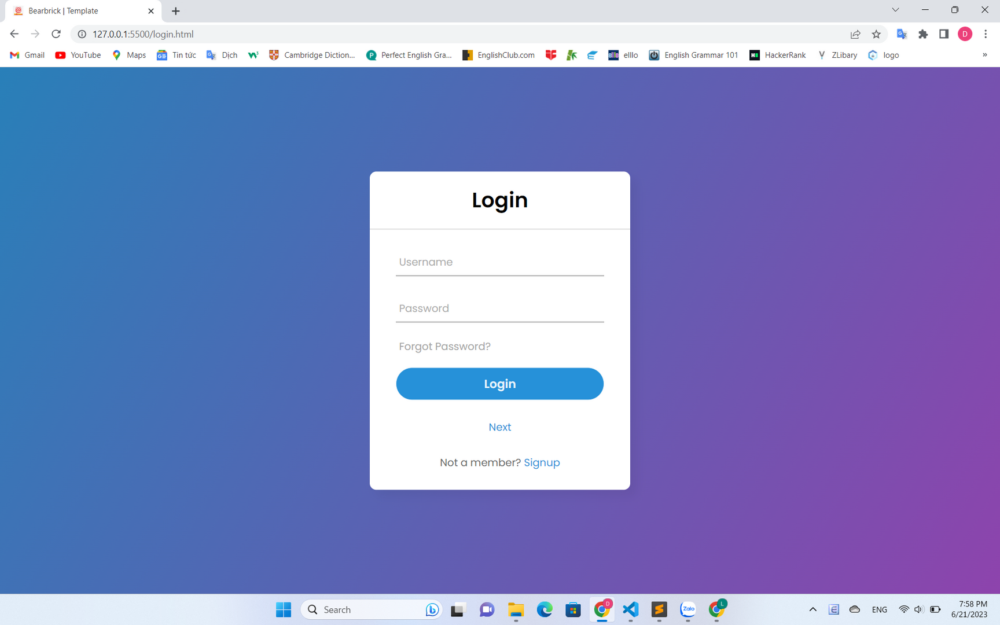 Bearbrick | Template
127.0.0.1:5500/login.html
D
Gmail YouTube Maps Tin tức Dịch Cambridge Diction... Perfect English Gra... EnglishClub.com elllo English Grammar 101 HackerRank ZLibary logo »
Login
Username
Password
Forgot Password?
Login
Next
Not a member? Signup
Search
D
Zalo
L
ENG
7:58 PM
6/21/2023